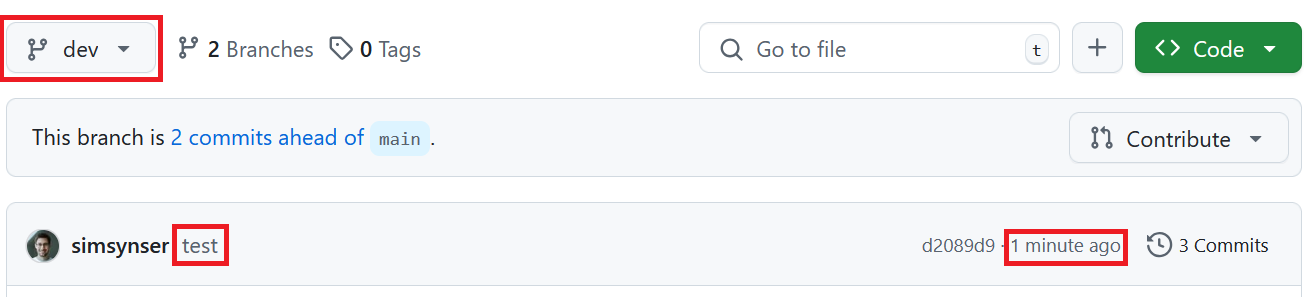 dev 2 Branches 0 Tags Go to file t + Code
This branch is 2 commits ahead of main.
Contribute
simsynser test d2089d9 · 1 minute ago 3 Commits